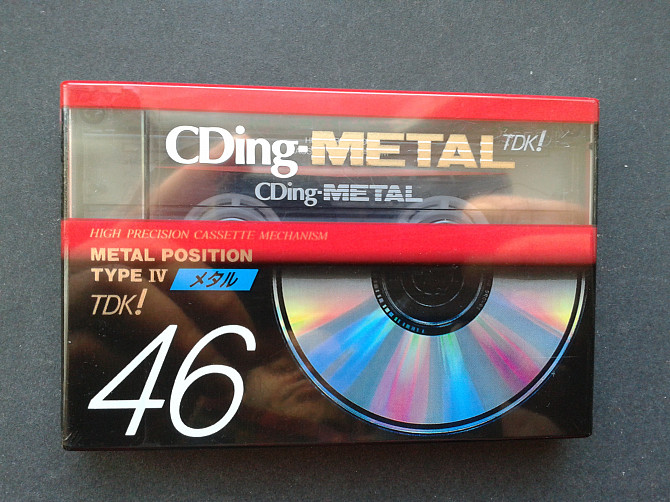 CDing-METAL TDK!
CDing-METAL
HIGH PRECISION CASSETTE MECHANISM
METAL POSITION
TYPE IV メタル
TDK!
46